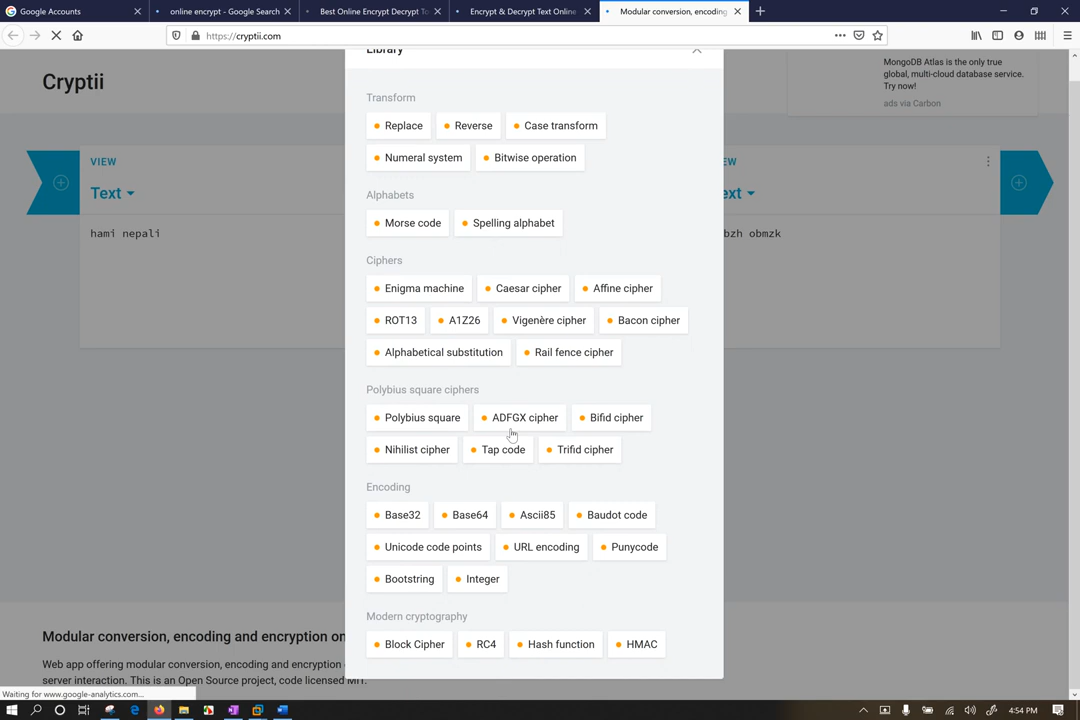 Google Accounts
online encrypt - Google Search
Best Online Encrypt Decrypt To
Encrypt & Decrypt Text Online
Modular conversion, encoding
https://cryptii.com
Library
Cryptii
MongoDB Atlas is the only true
global, multi-cloud database service.
Try now!
ads via Carbon
Transform
Replace
Reverse
Case transform
Numeral system
Bitwise operation
VIEW
Text
hami nepali
EW
ext
bzh obmzk
Alphabets
Morse code
Spelling alphabet
Ciphers
Enigma machine
Caesar cipher
Affine cipher
ROT13
A1Z26
Vigenère cipher
Bacon cipher
Alphabetical substitution
Rail fence cipher
Polybius square ciphers
Polybius square
ADFGX cipher
Bifid cipher
Nihilist cipher
Tap code
Trifid cipher
Encoding
Base32
Base64
Ascii85
Baudot code
Unicode code points
URL encoding
Punycode
Bootstring
Integer
Modern cryptography
Block Cipher
RC4
Hash function
HMAC
Modular conversion, encoding and encryption on
Web app offering modular conversion, encoding and encryption
server interaction. This is an Open Source project, code licensed MIT.
Waiting for www.google-analytics.com...
4:54 PM